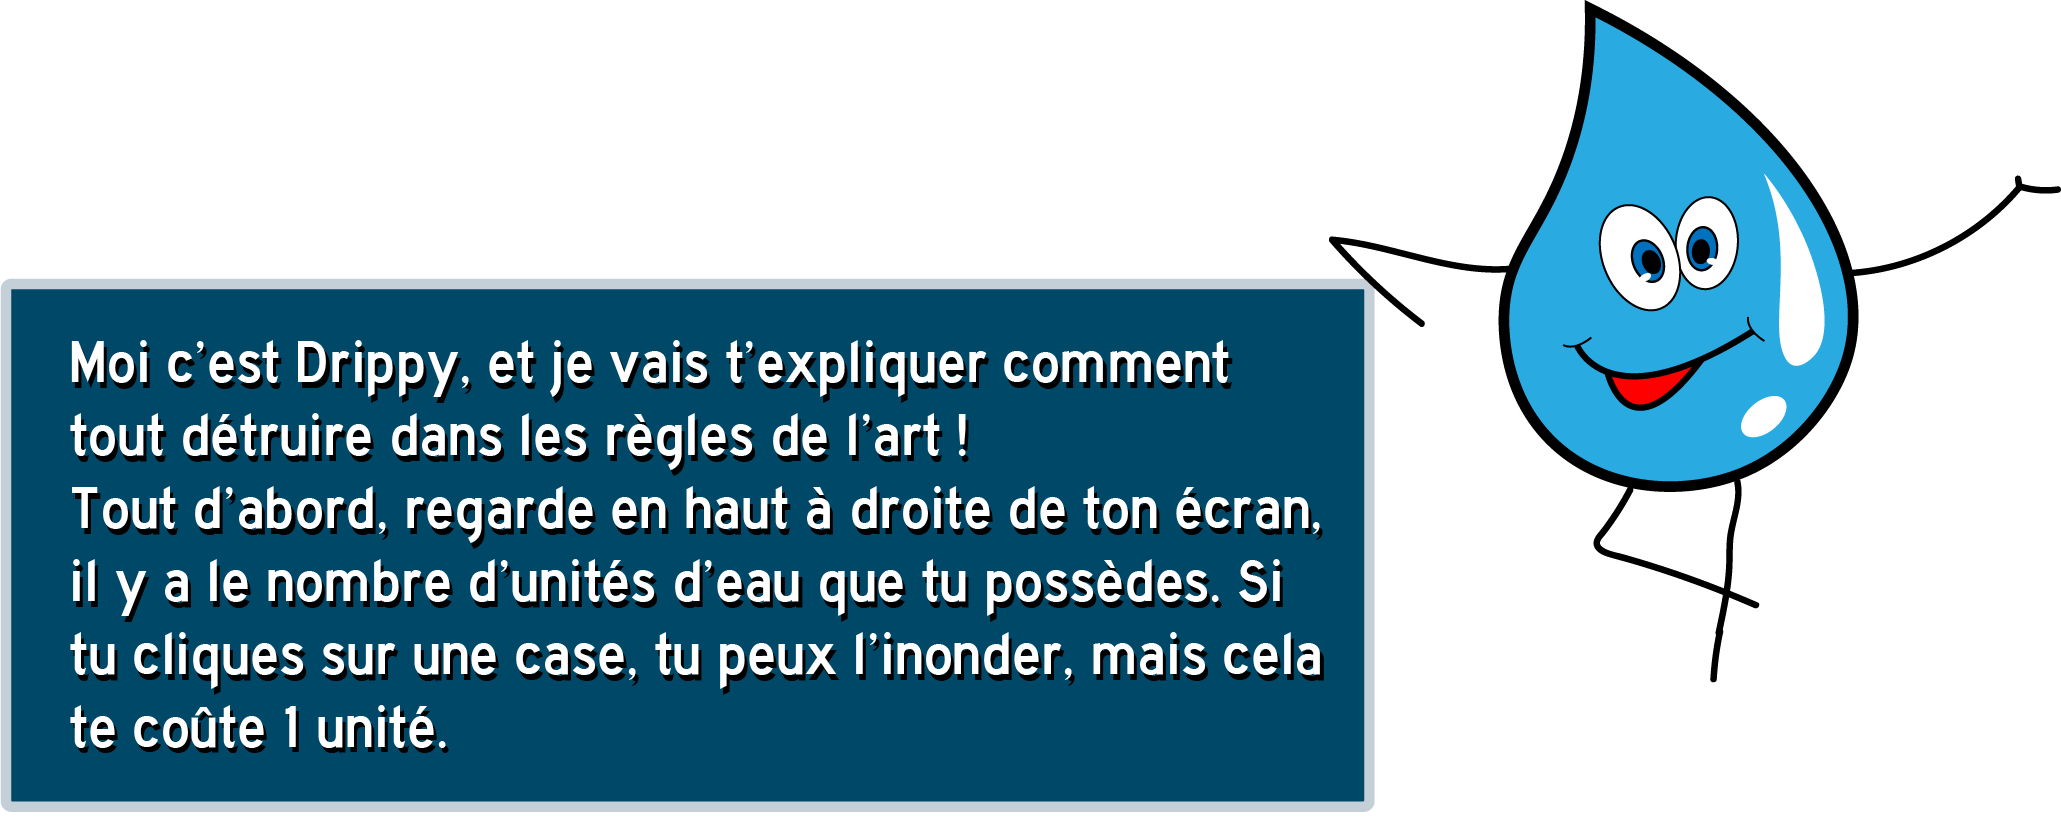 Moi c’est Drippy, et je vais t’expliquer comment
tout détruire dans les règles de l’art !
Tout d’abord, regarde en haut à droite de ton écran,
il y a le nombre d’unités d’eau que tu possèdes. Si
tu cliques sur une case, tu peux l’inonder, mais cela
te coûte 1 unité.